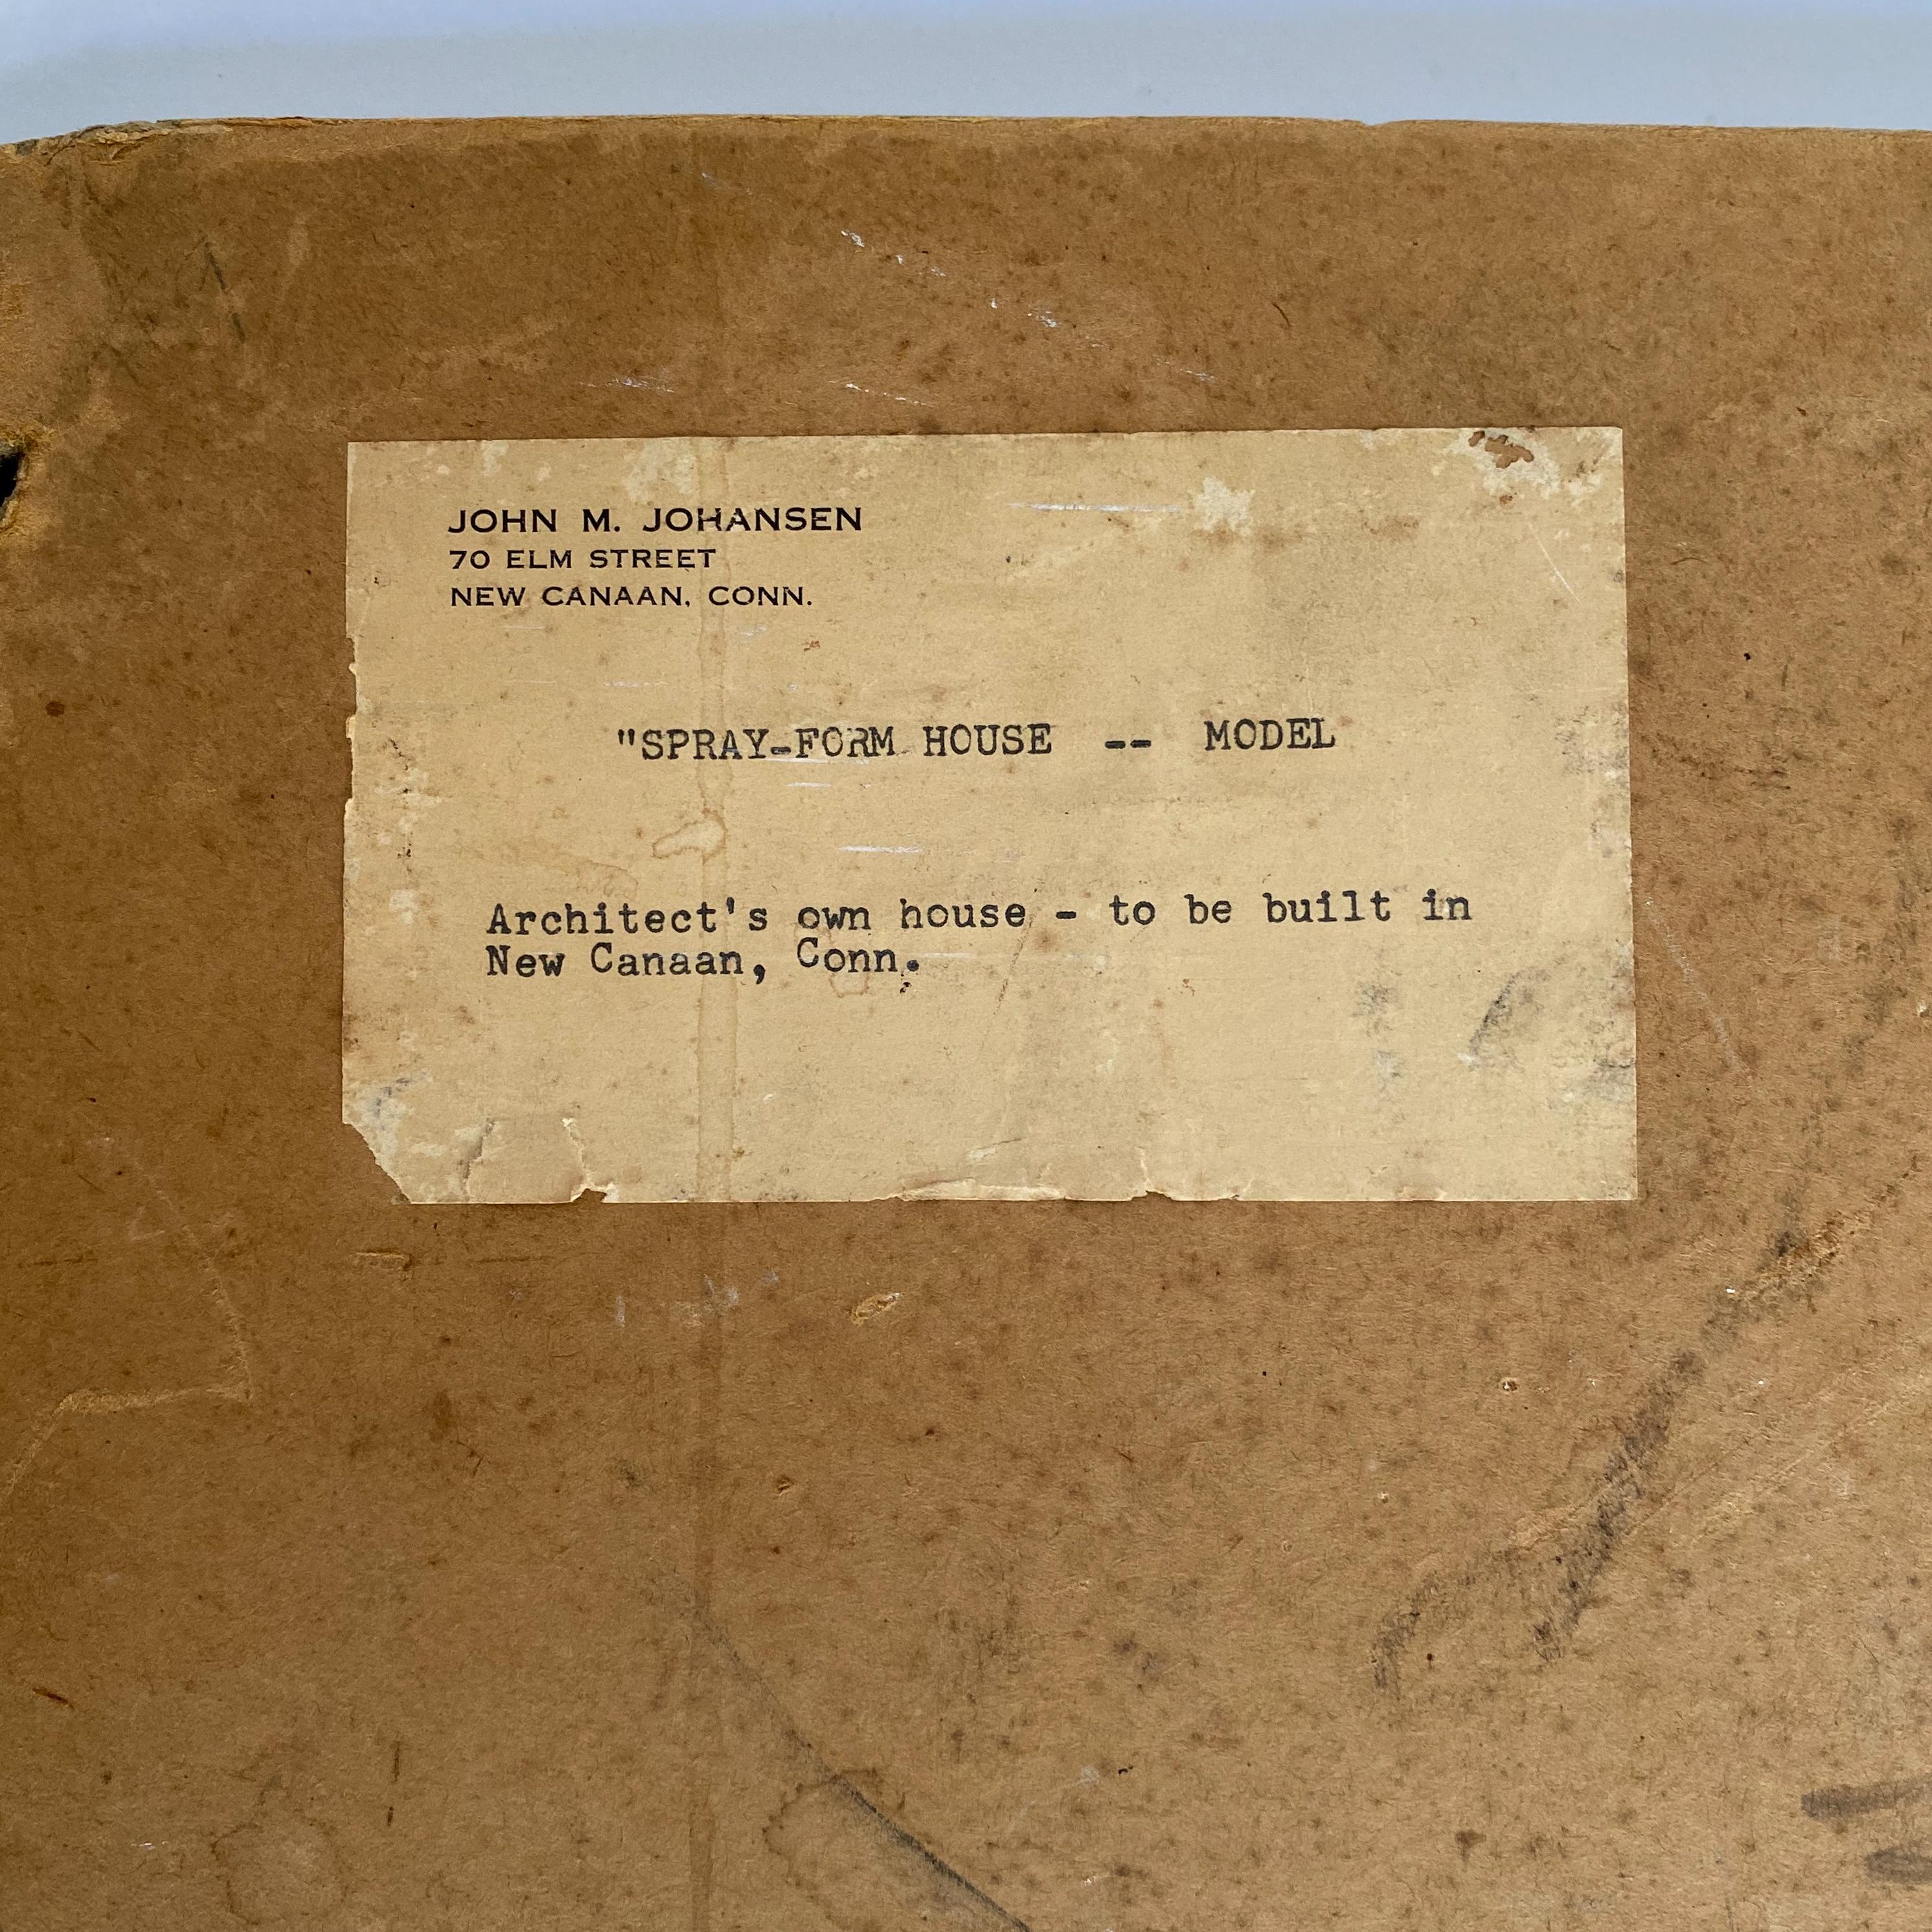 JOHN M. JOHANSEN
70 ELM STREET
NEW CANAAN, CONN.
"SPRAY-FORM HOUSE -- MODEL
Architect's own house - to be built in
New Canaan, Conn.